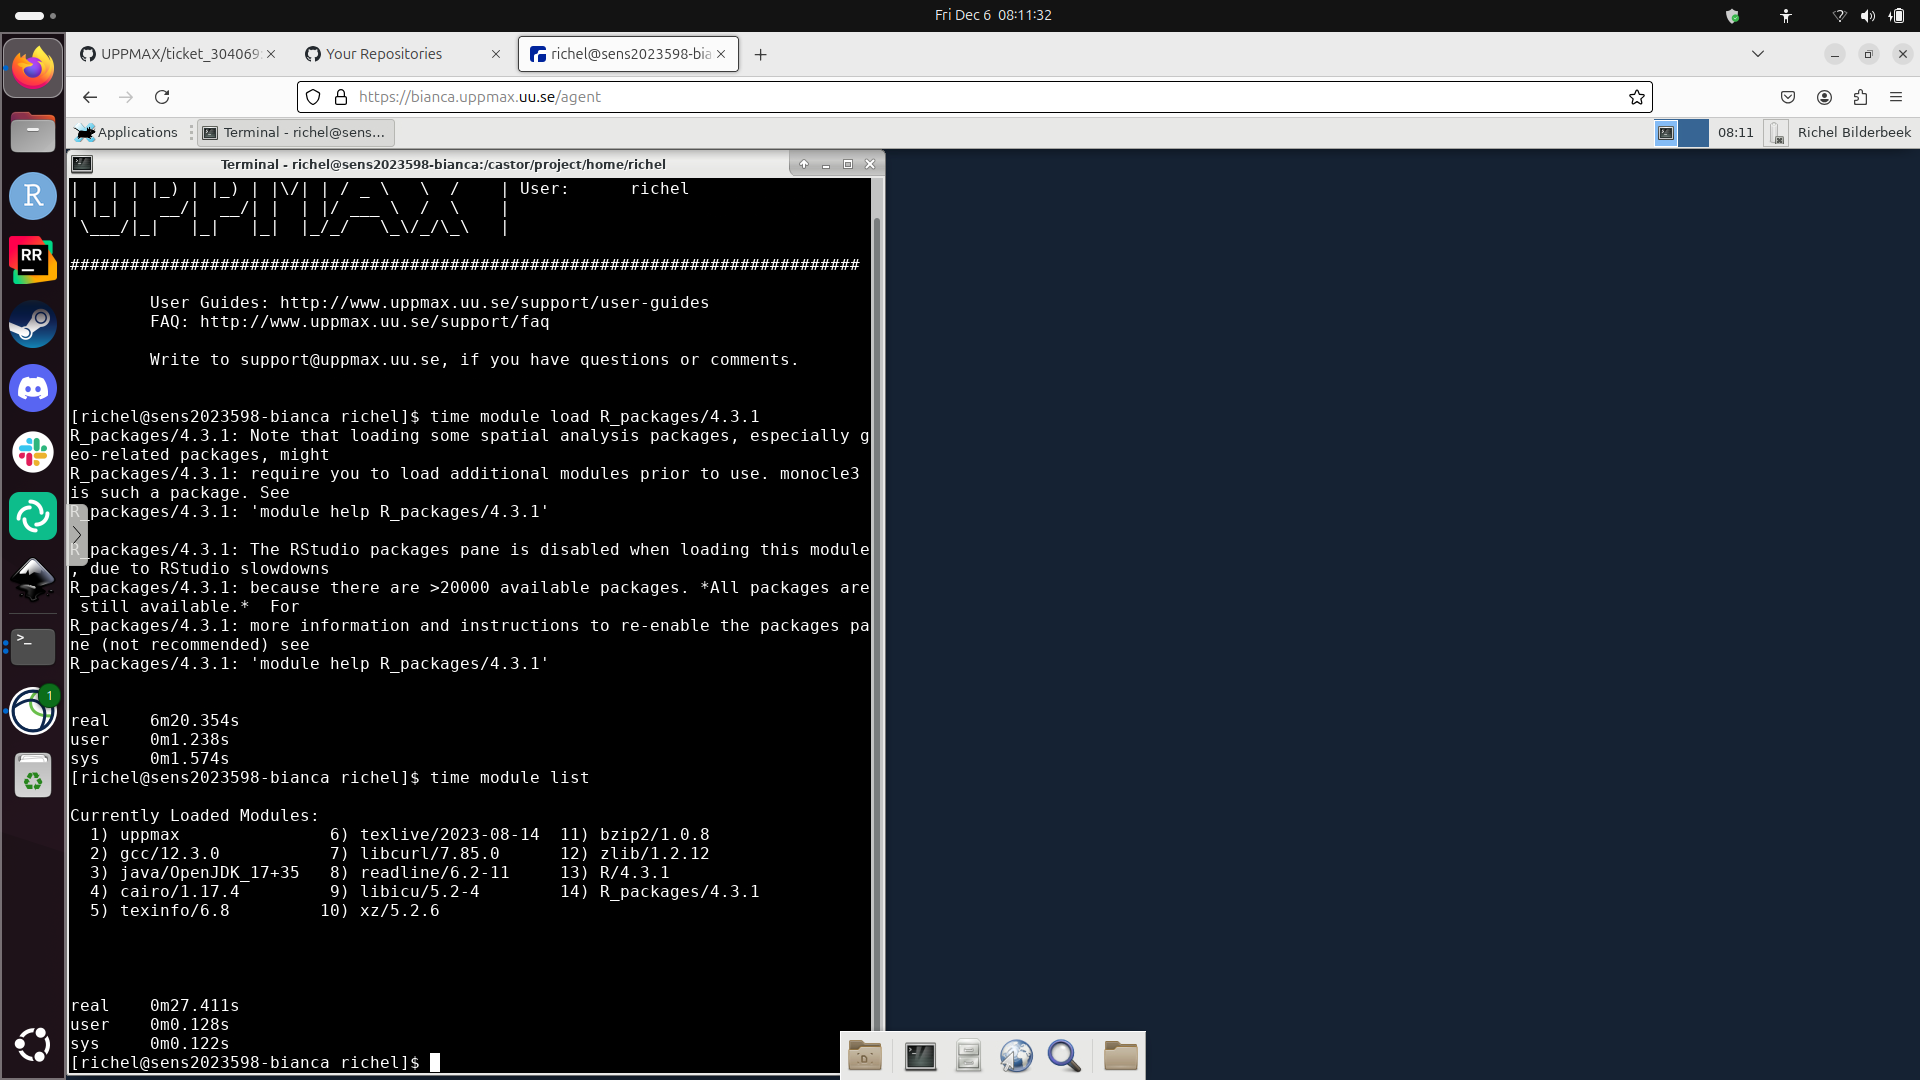 Fri Dec 6 08:11:32
UPPMAX/ticket_304069
Your Repositories
richel@sens2023598-bia
https://bianca.uppmax.uu.se/agent
Applications
Terminal - richel@sens...
08:11
Richel Bilderbeek
Terminal - richel@sens2023598-bianca:/castor/project/home/richel
| | | | |_) | |_) | |\/| | / _ \   \  /    | User:      richel
| |_| |  __/|  __/| |  | |/ ___ \  /  \    |
 \___/|_|   |_|   |_|  |_/_/   \_\/_/\_\   |
###############################################################################
User Guides: http://www.uppmax.uu.se/support/user-guides
FAQ: http://www.uppmax.uu.se/support/faq
Write to support@uppmax.uu.se, if you have questions or comments.
[richel@sens2023598-bianca richel]$ time module load R_packages/4.3.1
R_packages/4.3.1: Note that loading some spatial analysis packages, especially g
eo-related packages, might
R_packages/4.3.1: require you to load additional modules prior to use. monocle3
is such a package. See
R_packages/4.3.1: 'module help R_packages/4.3.1'
R_packages/4.3.1: The RStudio packages pane is disabled when loading this module
, due to RStudio slowdowns
R_packages/4.3.1: because there are >20000 available packages. *All packages are
 still available.*  For
R_packages/4.3.1: more information and instructions to re-enable the packages pa
ne (not recommended) see
R_packages/4.3.1: 'module help R_packages/4.3.1'
real    6m20.354s
user    0m1.238s
sys     0m1.574s
[richel@sens2023598-bianca richel]$ time module list
Currently Loaded Modules:
  1) uppmax               6) texlive/2023-08-14  11) bzip2/1.0.8
  2) gcc/12.3.0           7) libcurl/7.85.0      12) zlib/1.2.12
  3) java/OpenJDK_17+35   8) readline/6.2-11     13) R/4.3.1
  4) cairo/1.17.4         9) libicu/5.2-4        14) R_packages/4.3.1
  5) texinfo/6.8         10) xz/5.2.6
real    0m27.411s
user    0m0.128s
sys     0m0.122s
[richel@sens2023598-bianca richel]$
R
RR
>_
1